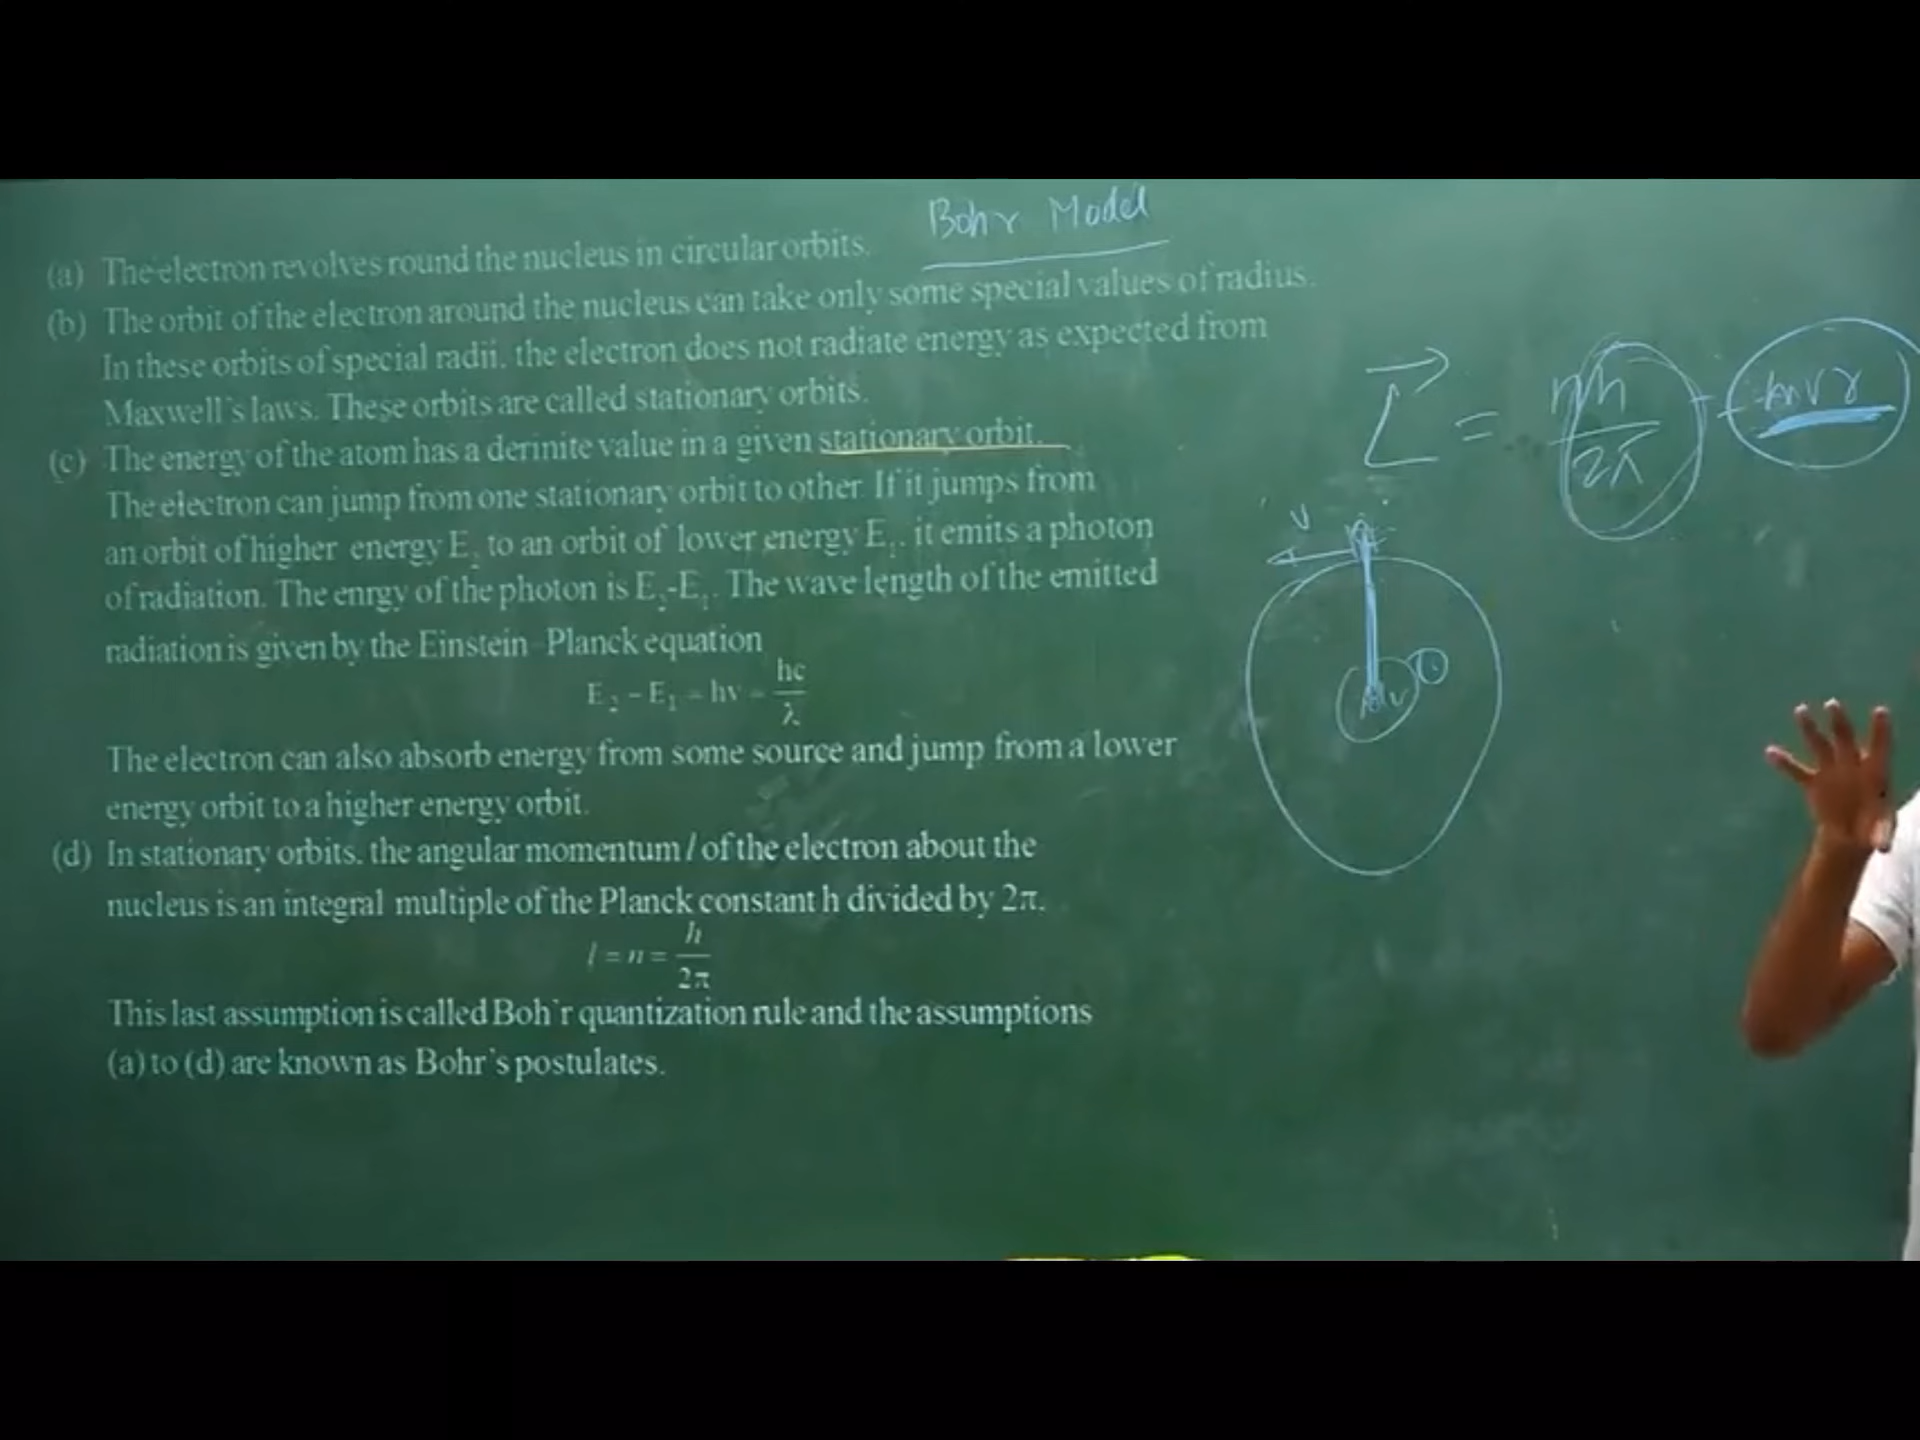 Bohr Model
(a) The electron revolves round the nucleus in circular orbits.
(b) The orbit of the electron around the nucleus can take only some special values of radius.
In these orbits of special radii, the electron does not radiate energy as expected from
Maxwell's laws. These orbits are called stationary orbits.
(c) The energy of the atom has a derinite value in a given stationary orbit.
The electron can jump from one stationary orbit to other If it jumps from
an orbit of higher energy E₂ to an orbit of lower energy E₁, it emits a photon
of radiation. The enrgy of the photon is E₂-E₁. The wave length of the emitted
radiation is given by the Einstein-Planck equation
E₂ - E₁ = hv = hc/λ
The electron can also absorb energy from some source and jump from a lower
energy orbit to a higher energy orbit.
(d) In stationary orbits, the angular momentum l of the electron about the
nucleus is an integral multiple of the Planck constant h divided by 2π.
l = n = h/2π
This last assumption is called Boh'r quantization rule and the assumptions
(a) to (d) are known as Bohr's postulates.
L = nh/2π = mvr
v